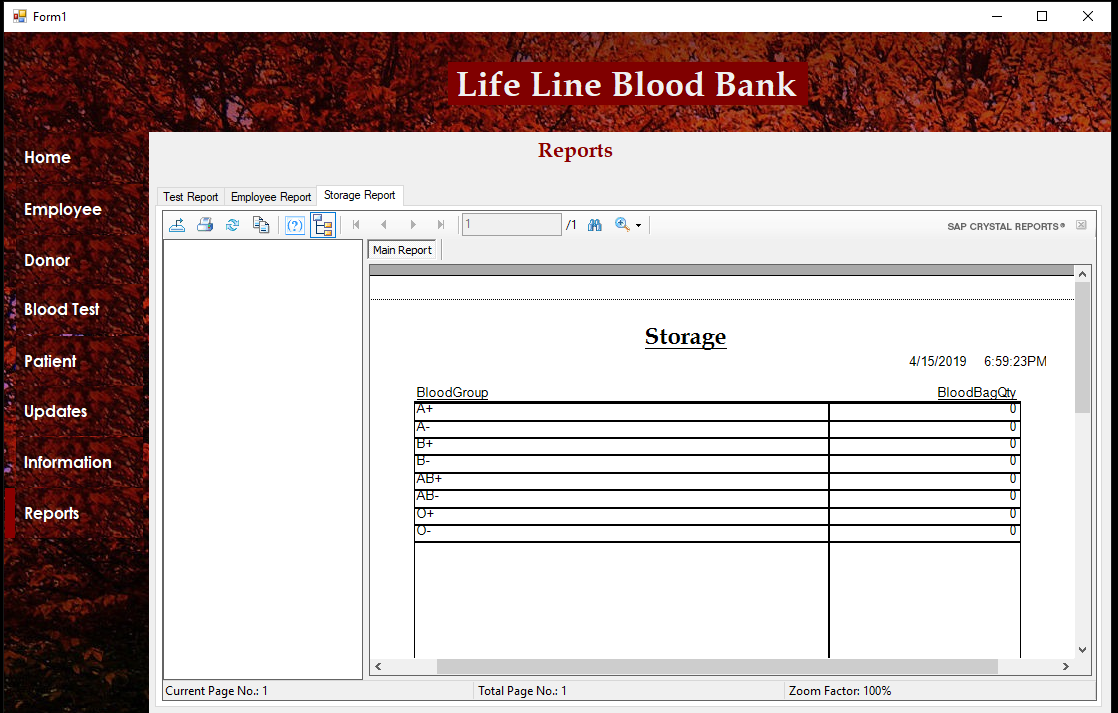 Form1
Life Line Blood Bank
Home
Employee
Donor
Blood Test
Patient
Updates
Information
Reports
Reports
Test Report Employee Report Storage Report
1 /1 SAP CRYSTAL REPORTS®
Main Report
Storage
4/15/2019 6:59:23PM
BloodGroup BloodBagQty
A+ 0
A- 0
B+ 0
B- 0
AB+ 0
AB- 0
O+ 0
O- 0
Current Page No.: 1 Total Page No.: 1 Zoom Factor: 100%